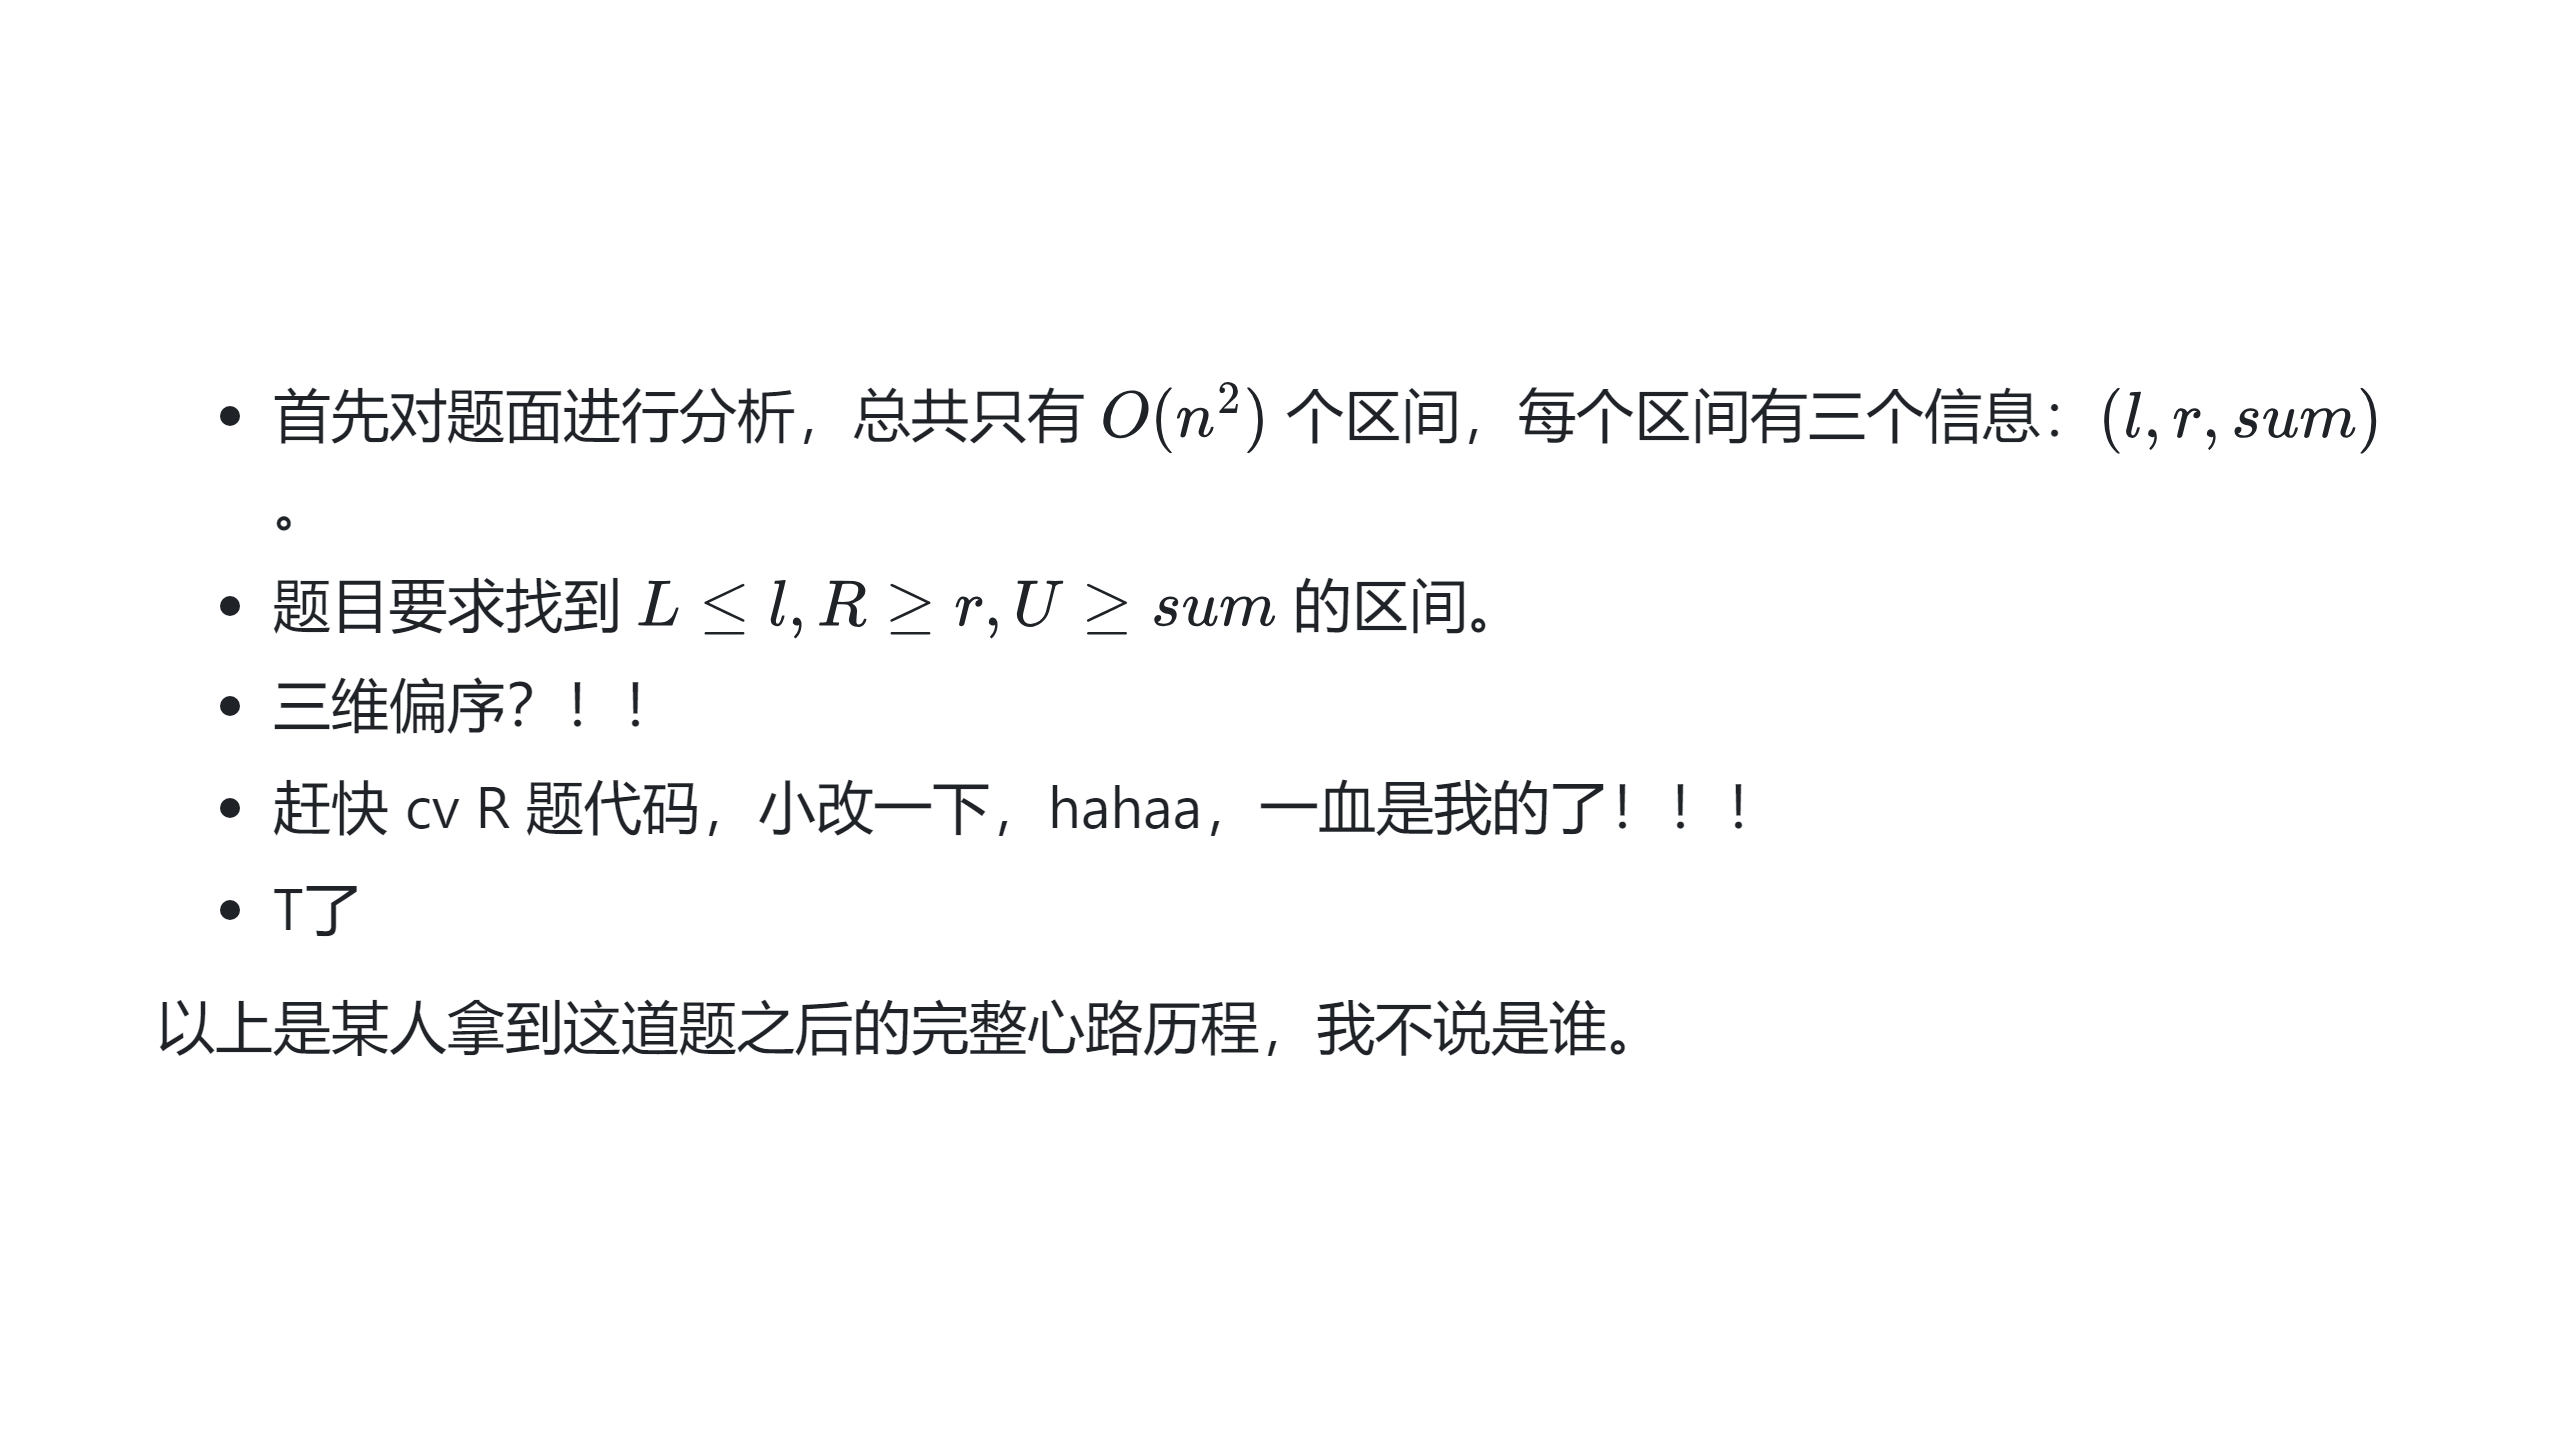 • 首先对题面进行分析，总共只有 O(n²) 个区间，每个区间有三个信息：(l, r, sum)
。
• 题目要求找到 L ≤ l, R ≥ r, U ≥ sum 的区间。
• 三维偏序？！！
• 赶快 cv R 题代码，小改一下，hahaa，一血是我的了！！！
• T了
以上是某人拿到这道题之后的完整心路历程，我不说是谁。